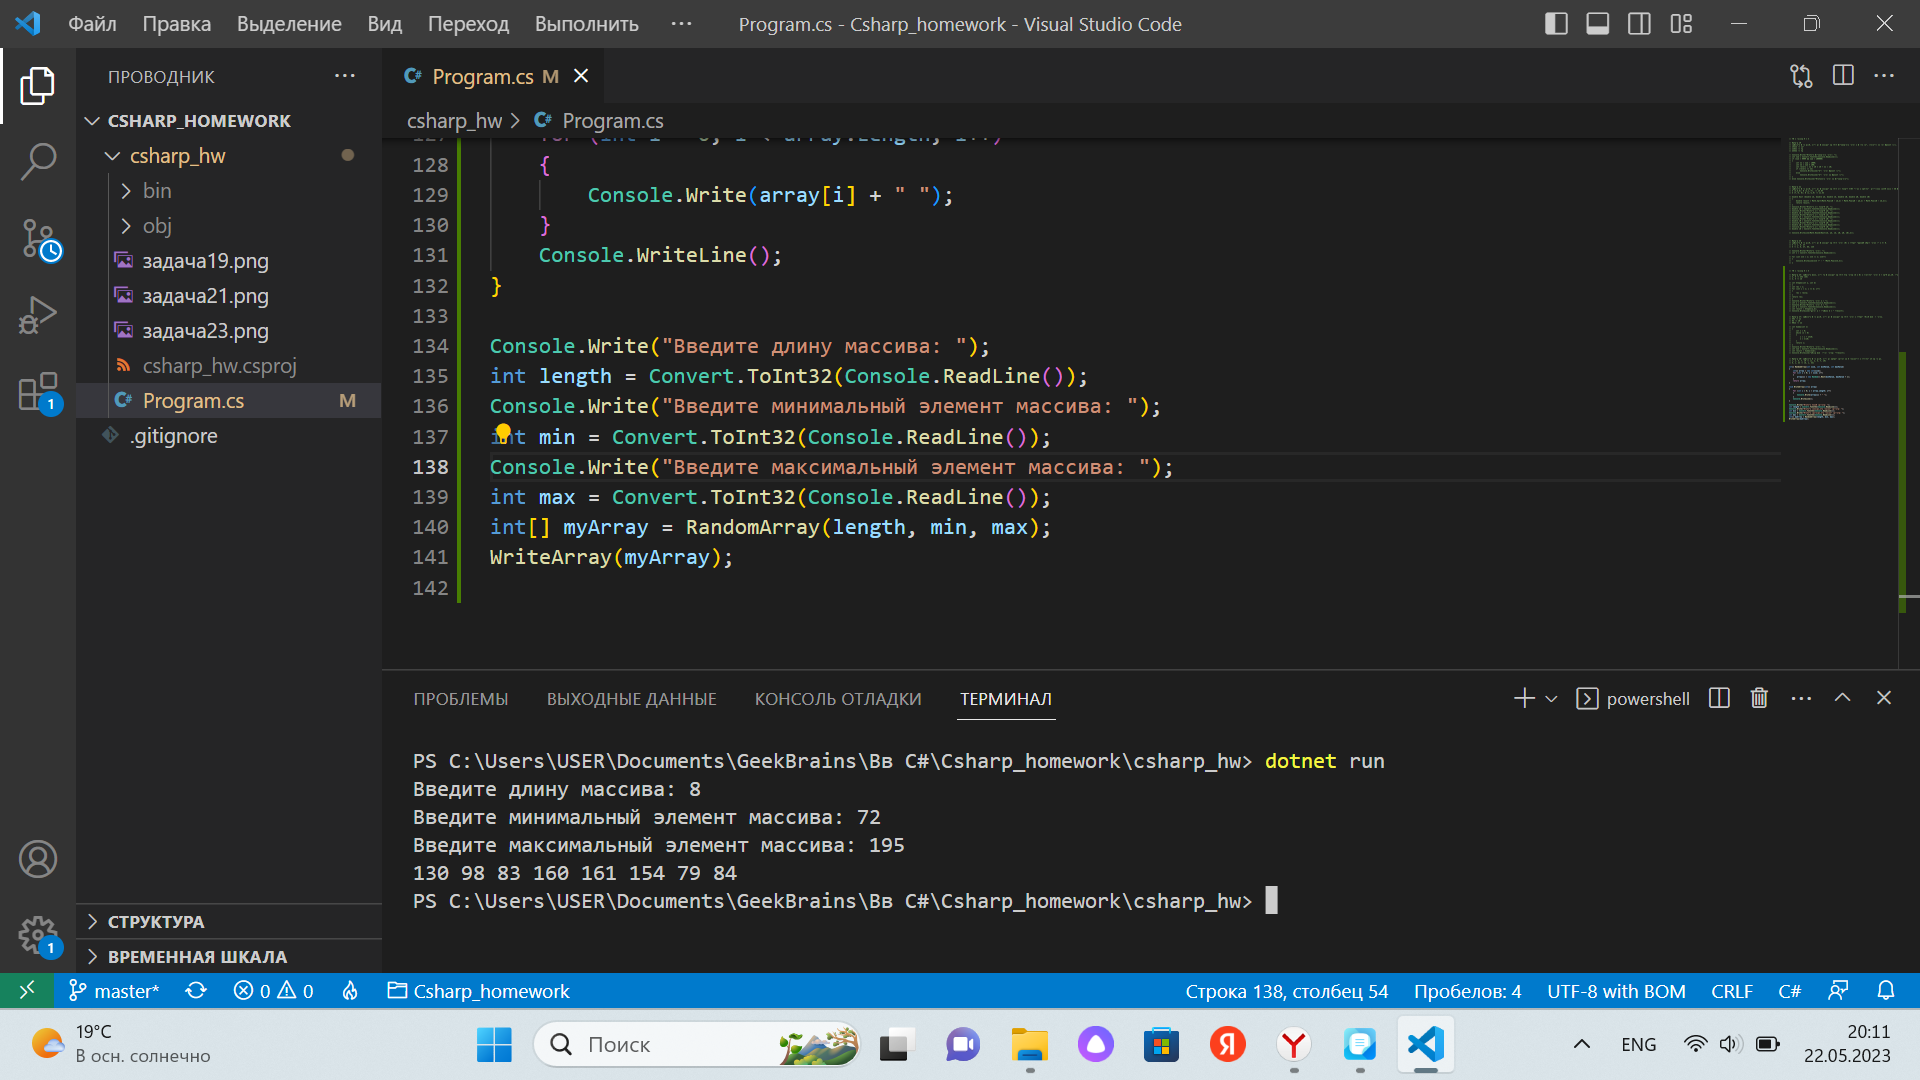 Файл Правка Выделение Вид Переход Выполнить ··· Program.cs - Csharp_homework - Visual Studio Code
ПРОВОДНИК ···
CSHARP_HOMEWORK
csharp_hw
bin
obj
задача19.png
задача21.png
задача23.png
csharp_hw.csproj
Program.cs M
.gitignore
СТРУКТУРА
ВРЕМЕННАЯ ШКАЛА
1
1
Program.cs M
csharp_hw > Program.cs
128 {
129 Console.Write(array[i] + " ");
130 }
131 Console.WriteLine();
132 }
133
134 Console.Write("Введите длину массива: ");
135 int length = Convert.ToInt32(Console.ReadLine());
136 Console.Write("Введите минимальный элемент массива: ");
137 int min = Convert.ToInt32(Console.ReadLine());
138 Console.Write("Введите максимальный элемент массива: ");
139 int max = Convert.ToInt32(Console.ReadLine());
140 int[] myArray = RandomArray(length, min, max);
141 WriteArray(myArray);
142
ПРОБЛЕМЫ ВЫХОДНЫЕ ДАННЫЕ КОНСОЛЬ ОТЛАДКИ ТЕРМИНАЛ powershell
PS C:\Users\USER\Documents\GeekBrains\Вв C#\Csharp_homework\csharp_hw> dotnet run
Введите длину массива: 8
Введите минимальный элемент массива: 72
Введите максимальный элемент массива: 195
130 98 83 160 161 154 79 84
PS C:\Users\USER\Documents\GeekBrains\Вв C#\Csharp_homework\csharp_hw>
master* 0 0 Csharp_homework Строка 138, столбец 54 Пробелов: 4 UTF-8 with BOM CRLF C#
19°C
В осн. солнечно
Поиск
Я
ENG
20:11
22.05.2023